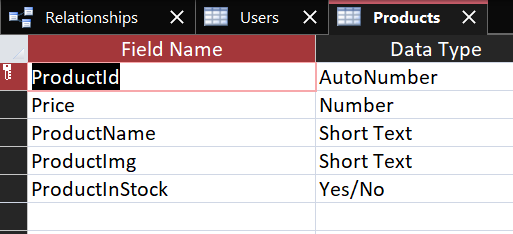 Relationships Users Products
Field Name Data Type
ProductId AutoNumber
Price Number
ProductName Short Text
ProductImg Short Text
ProductInStock Yes/No